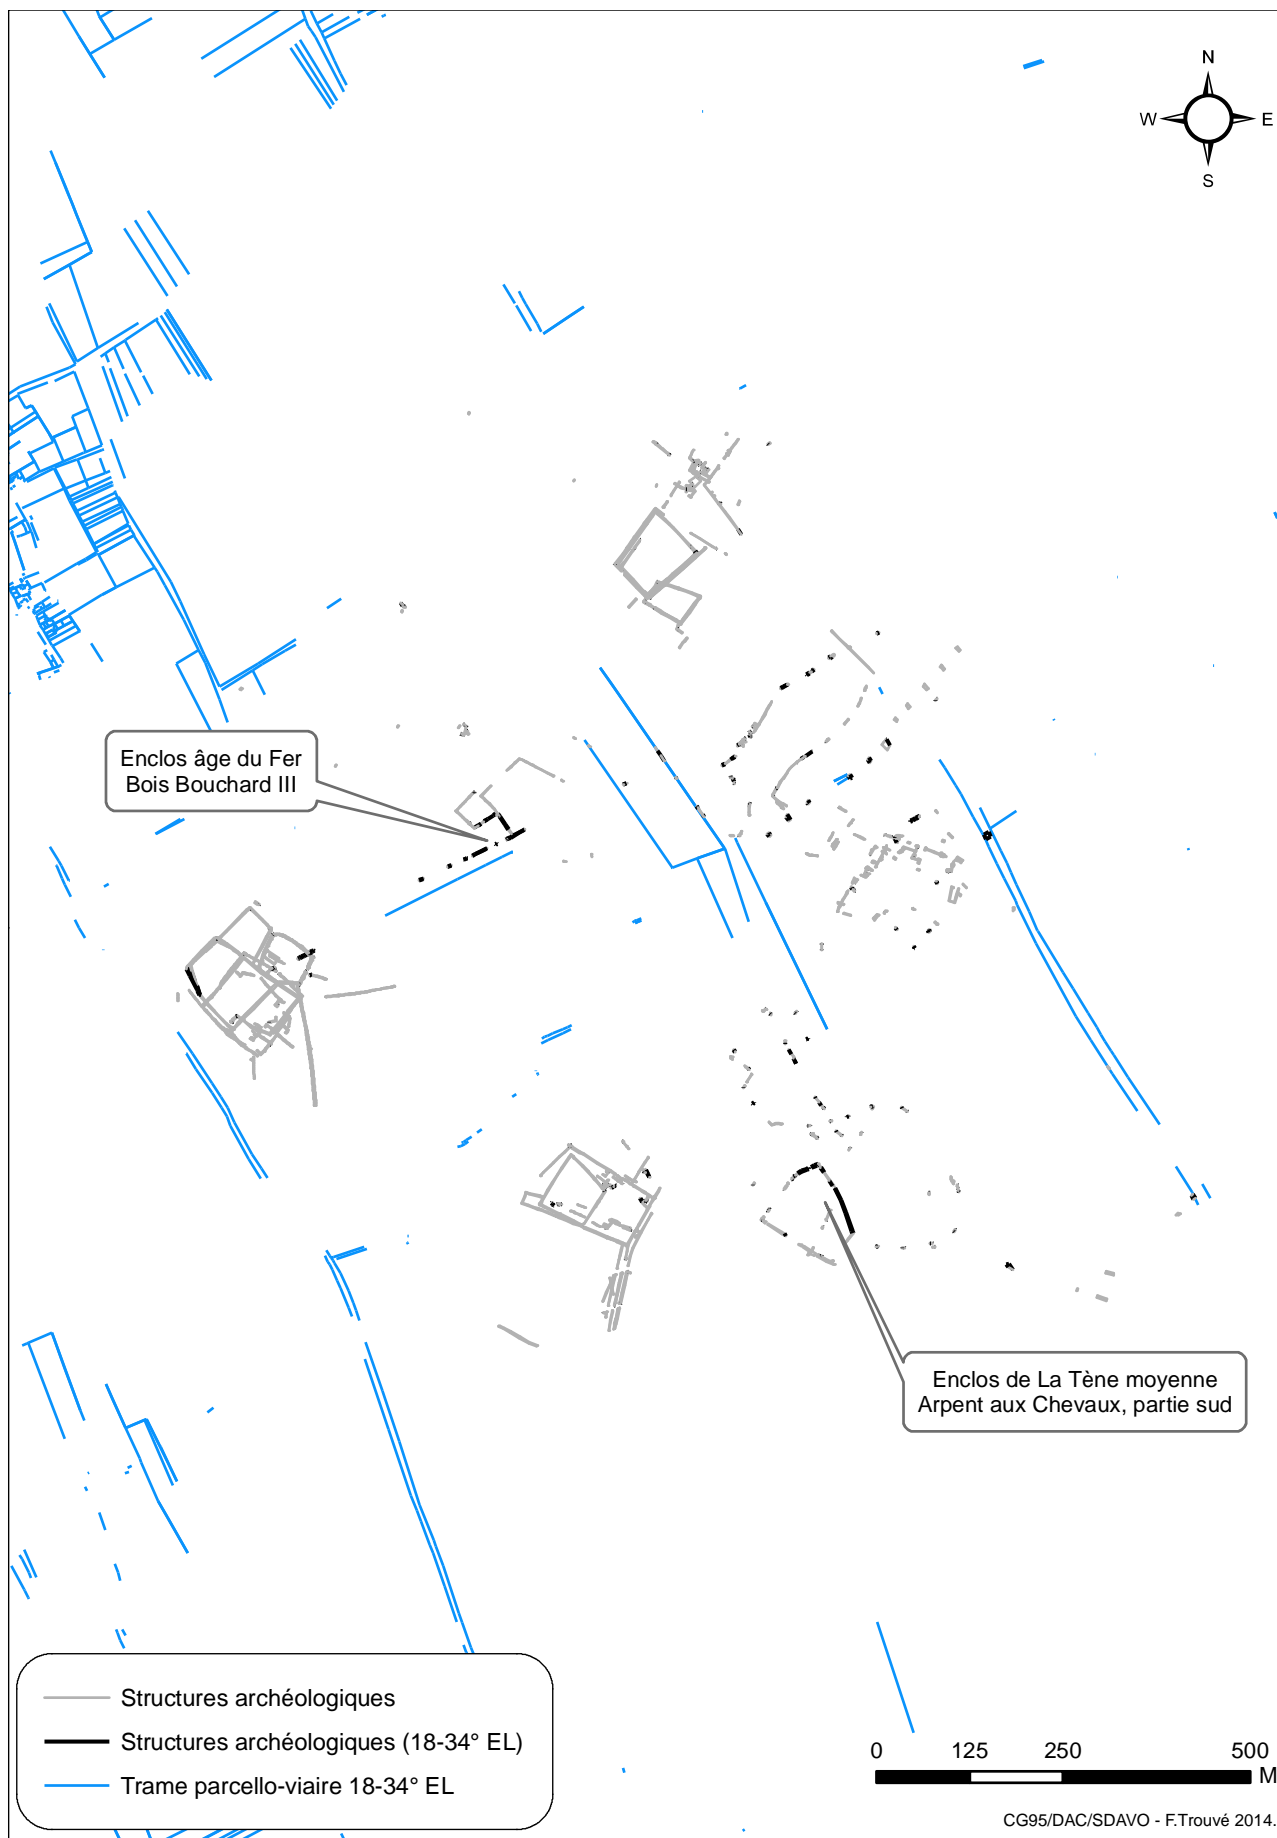 N
W E
S
Enclos âge du Fer
Bois Bouchard III
Enclos de La Tène moyenne
Arpent aux Chevaux, partie sud
Structures archéologiques
Structures archéologiques (18-34° EL)
Trame parcello-viaire 18-34° EL
0 125 250 500
M
CG95/DAC/SDAVO - F.Trouvé 2014.